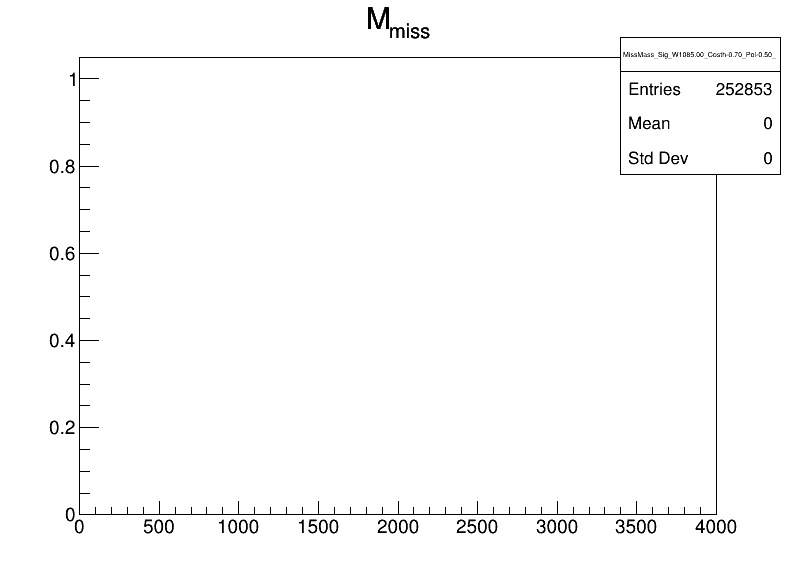 M_miss
MissMass_Sig_W1085.00_Costh-0.70_Pol-0.50_
Entries 252853
Mean 0
Std Dev 0
1
0.8
0.6
0.4
0.2
0
0 500 1000 1500 2000 2500 3000 3500 4000